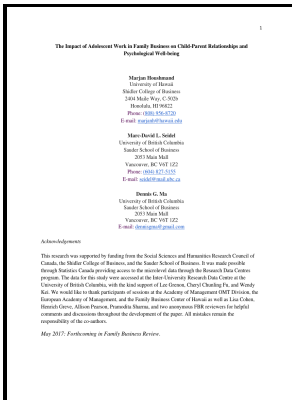 1
The Impact of Adolescent Work in Family Business on Child-Parent Relationships and
Psychological Well-being
Marjan Houshmand
University of Hawaii
Shidler College of Business
2404 Maile Way, C-502b
Honolulu, HI 96822
Phone: (808) 956-8720
E-mail: marjanh@hawaii.edu
Marc-David L. Seidel
University of British Columbia
Sauder School of Business
2053 Main Mall
Vancouver, BC V6T 1Z2
Phone: (604) 827-5155
E-mail: seidel@mail.ubc.ca
Dennis G. Ma
University of British Columbia
Sauder School of Business
2053 Main Mall
Vancouver, BC V6T 1Z2
E-mail: dennisgma@gmail.com
Acknowledgements
This research was supported by funding from the Social Sciences and Humanities Research Council of
Canada, the Shidler College of Business, and the Sauder School of Business. It was made possible
through Statistics Canada providing access to the microlevel data through the Research Data Centres
program. The data for this study were accessed at the Inter-University Research Data Centre at the
University of British Columbia, with the kind support of Lee Grenon, Cheryl Chunling Fu, and Wendy
Kei. We would like to thank participants of sessions at the Academy of Management OMT Division, the
European Academy of Management, and the Family Business Center of Hawaii as well as Lisa Cohen,
Henrich Greve, Allison Pearson, Pramodita Sharma, and two anonymous FBR reviewers for helpful
comments and discussions throughout the development of the paper. All mistakes remain the
responsibility of the co-authors.
May 2017: Forthcoming in Family Business Review.